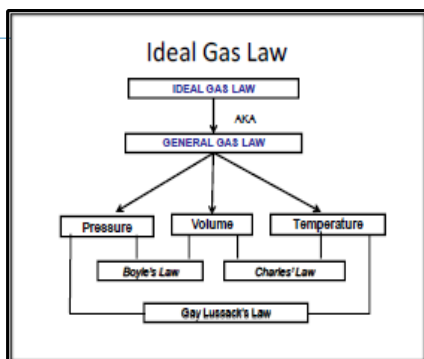 Ideal Gas Law
IDEAL GAS LAW
AKA
GENERAL GAS LAW
Pressure
Volume
Temperature
Boyle's Law
Charles' Law
Gay Lussack's Law